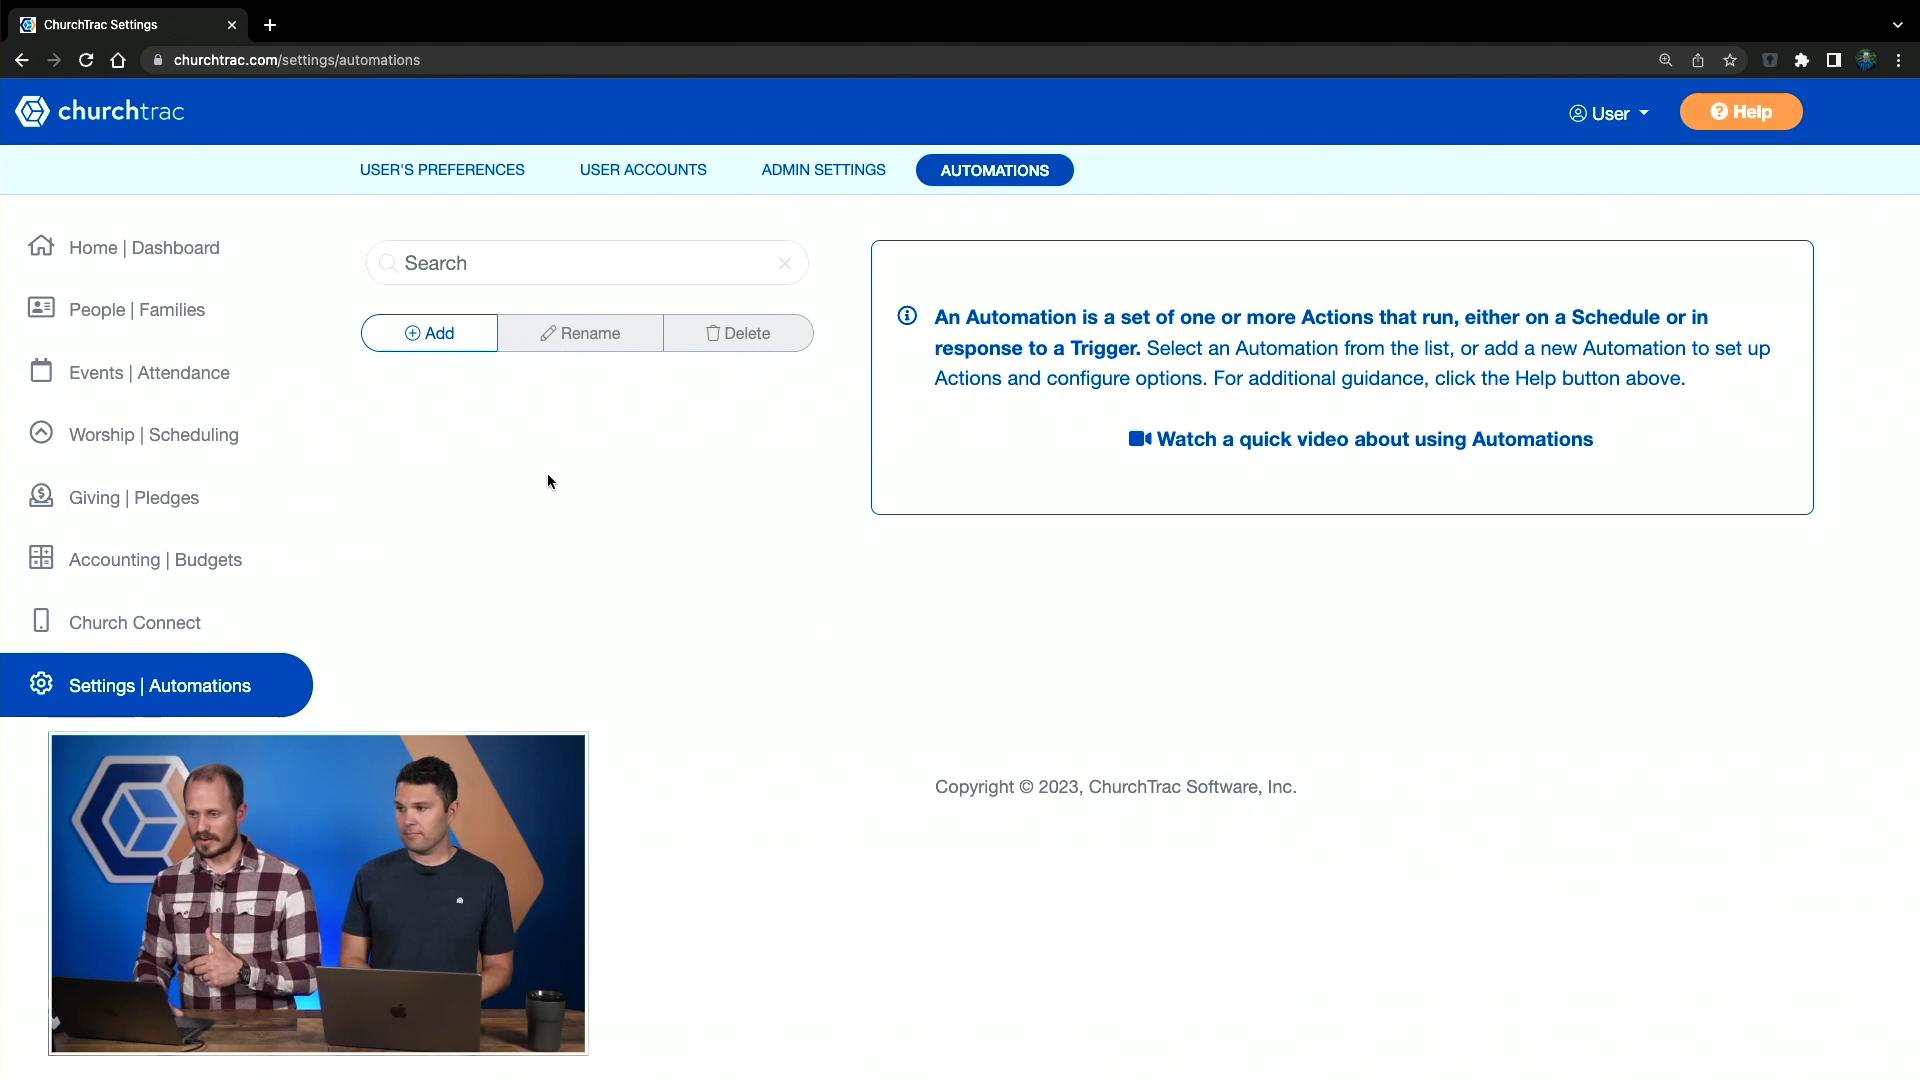 ChurchTrac Settings
churchtrac.com/settings/automations
churchtrac
User
Help
USER'S PREFERENCES
USER ACCOUNTS
ADMIN SETTINGS
AUTOMATIONS
Home | Dashboard
People | Families
Events | Attendance
Worship | Scheduling
Giving | Pledges
Accounting | Budgets
Church Connect
Settings | Automations
Search
Add
Rename
Delete
An Automation is a set of one or more Actions that run, either on a Schedule or in
response to a Trigger. Select an Automation from the list, or add a new Automation to set up
Actions and configure options. For additional guidance, click the Help button above.
Watch a quick video about using Automations
Copyright © 2023, ChurchTrac Software, Inc.